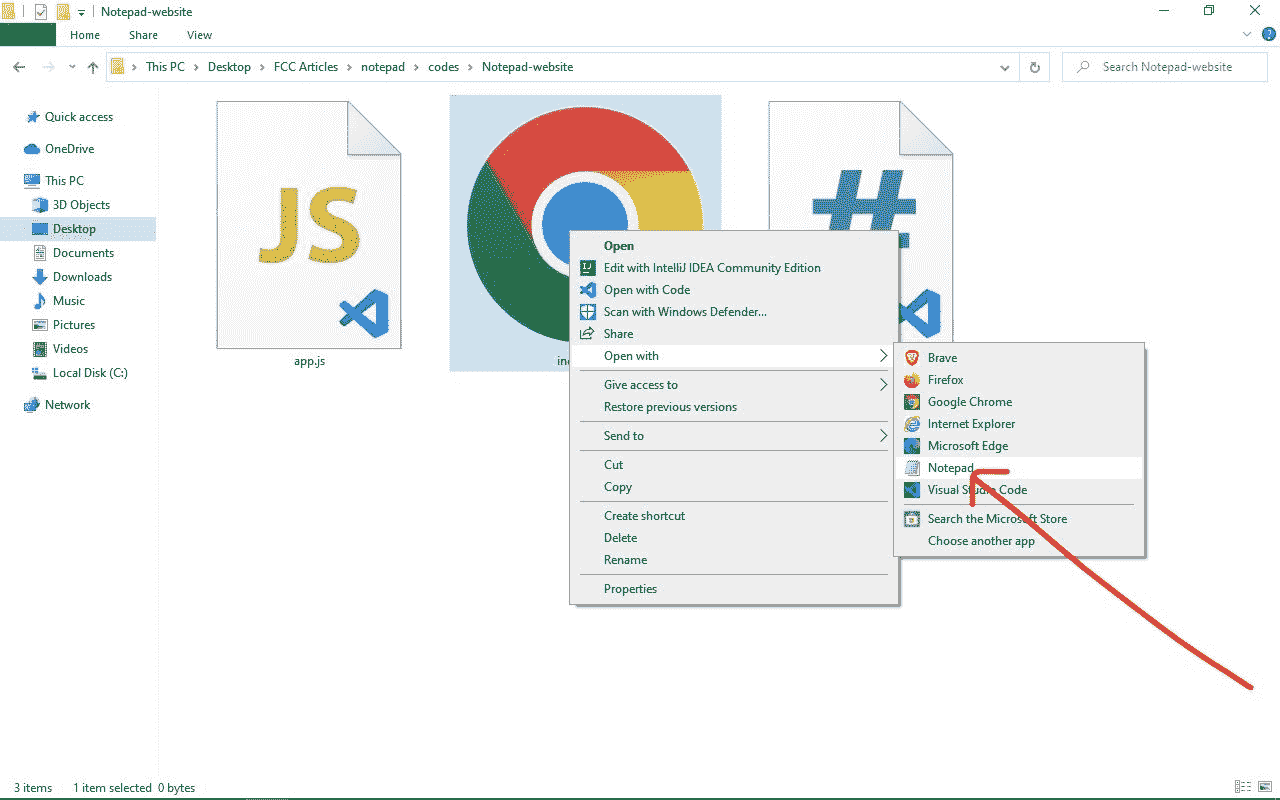 Notepad-website
Home Share View
This PC Desktop FCC Articles notepad codes Notepad-website
Search Notepad-website
Quick access
OneDrive
This PC
3D Objects
Desktop
Documents
Downloads
Music
Pictures
Videos
Local Disk (C:)
Network
JS
#
app.js
Open
Edit with IntelliJ IDEA Community Edition
Open with Code
Scan with Windows Defender...
Share
Open with
Give access to
Restore previous versions
Send to
Cut
Copy
Create shortcut
Delete
Rename
Properties
Brave
Firefox
Google Chrome
Internet Explorer
Microsoft Edge
Notepad
Visual Studio Code
Search the Microsoft Store
Choose another app
3 items 1 item selected 0 bytes